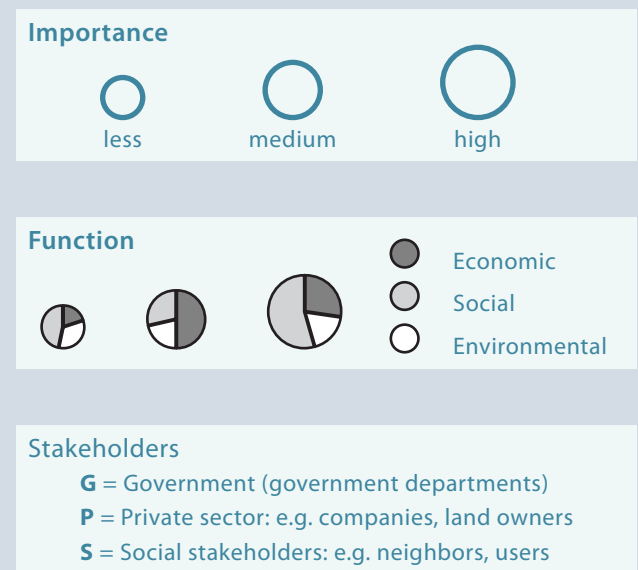 Importance
less medium high
Function
Economic
Social
Environmental
Stakeholders
G = Government (government departments)
P = Private sector: e.g. companies, land owners
S = Social stakeholders: e.g. neighbors, users